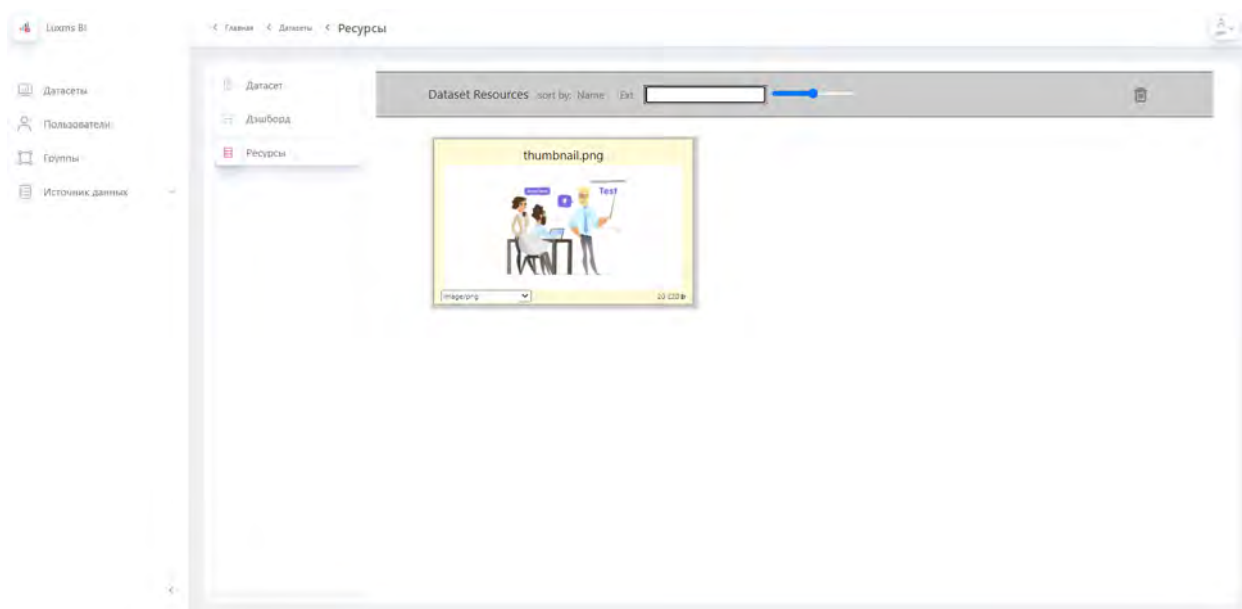 Luxms BI
Главная
Датасеты
Ресурсы
Датасеты
Пользователи
Группы
Источник данных
Датасет
Дэшборд
Ресурсы
Dataset Resources sort by: Name Ext
thumbnail.png
Test
image/png